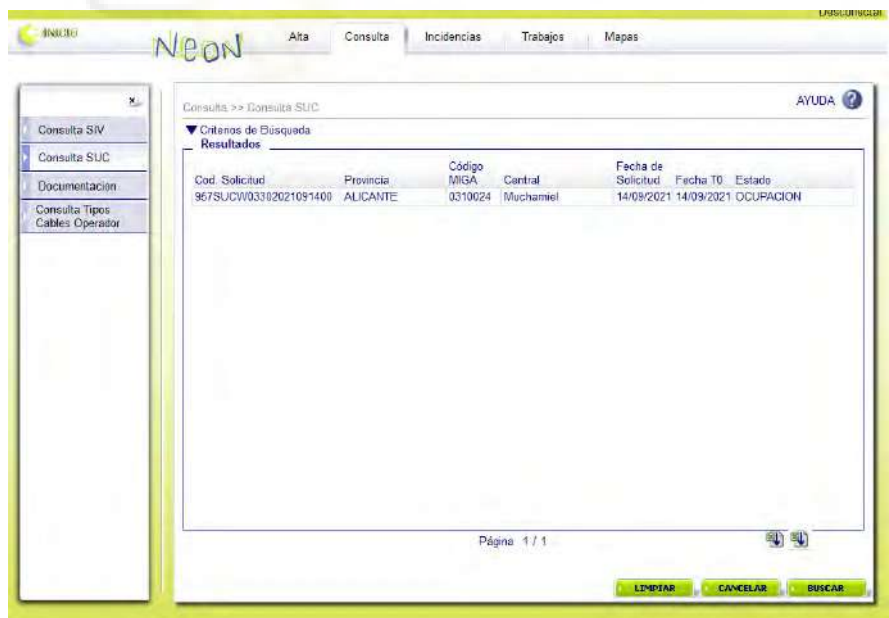 Desconectar
INICIO
Neon
Alta Consulta Incidencias Trabajos Mapas
Consulta >> Consulta SUC
AYUDA
Consulta SIV
Consulta SUC
Documentacion
Consulta Tipos
Cables Operador
Criterios de Búsqueda
Resultados
Cod. Solicitud Provincia Código MIGA Central Fecha de Solicitud Fecha T0 Estado
967SUCW03302021091400 ALICANTE 0310024 Muchamiel 14/09/2021 14/09/2021 OCUPACION
Página 1 / 1
LIMPIAR CANCELAR BUSCAR